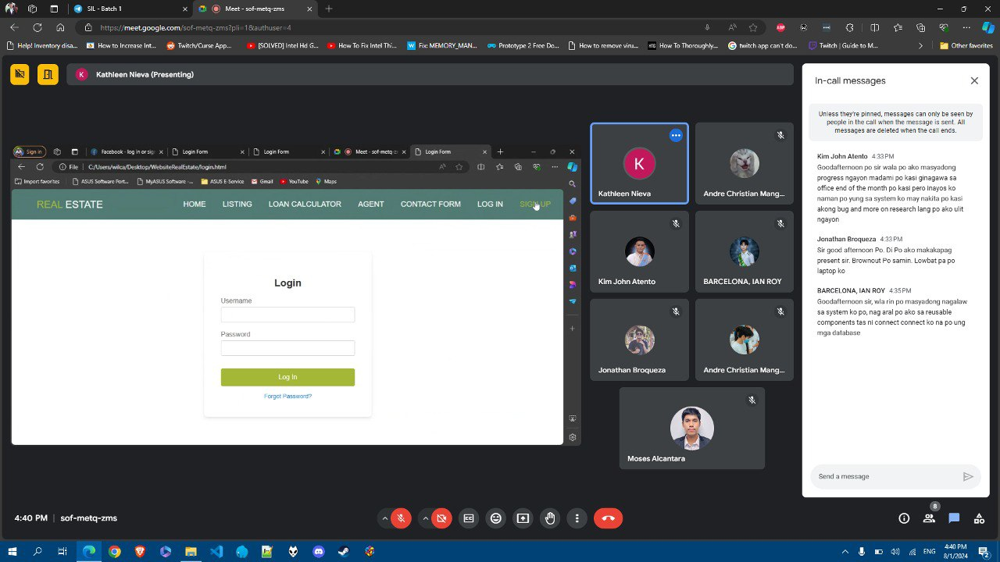 SIL - Batch 1
Meet - sof-metq-zms
https://meet.google.com/sof-metq-zms?pli=1&authuser=4
Help! Inventory disa...
How to Increase Int...
Twitch/Curse App...
[SOLVED] Intel Hd G...
How To Fix Intel Thi...
Fix MEMORY_MAN...
Prototype 2 Free Do...
How to remove viru...
How To Thoroughly...
twitch app can't do...
Twitch | Guide to M...
Other favorites
K
Kathleen Nieva (Presenting)
Sign in
Facebook - log in or sig
Login Form
Login Form
Meet - sof-metq-z
Login Form
File
C:/Users/wilca/Desktop/WebsiteRealEstate/login.html
Import favorites
ASUS Software Port...
MyASUS Software -...
ASUS E-Service
Gmail
YouTube
Maps
REAL ESTATE
HOME
LISTING
LOAN CALCULATOR
AGENT
CONTACT FORM
LOG IN
SIGN UP
Login
Username
Password
Log In
Forgot Password?
K
Kathleen Nieva
Andre Christian Mang...
Kim John Atento
BARCELONA, IAN ROY
Jonathan Broqueza
Andre Christian Mang...
Moses Alcantara
In-call messages
Unless they're pinned, messages can only be seen by
people in the call when the message is sent. All
messages are deleted when the call ends.
Kim John Atento 4:33 PM
Goodafternoon po sir wala po ako masyadong
progress ngayon madami po kasi ginagawa sa
office end of the month po kasi pero inayos ko
naman po yung sa system ko may nakita po kasi
akong bug and more on research lang po ako ulit
ngayon
Jonathan Broqueza 4:33 PM
Sir good afternoon Po. Di Po ako makakapag
present sir. Brownout Po samin. Lowbat pa po
laptop ko
BARCELONA, IAN ROY 4:35 PM
Goodafternoon sir, wla rin po masyadong nagalaw
sa system ko po, nag aral po ako sa reusable
components tas ni connect connect ko na po ung
mga database
Send a message
4:40 PM | sof-metq-zms
8
ENG
4:40 PM
8/1/2024
2